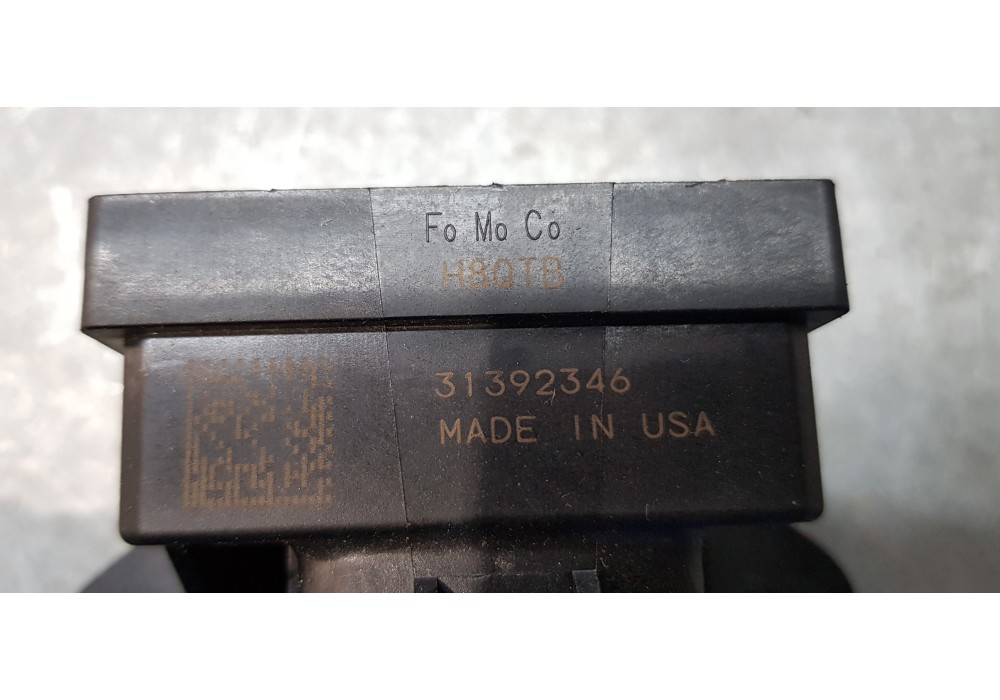 Fo Mo Co
H8QTB
31392346
MADE IN USA